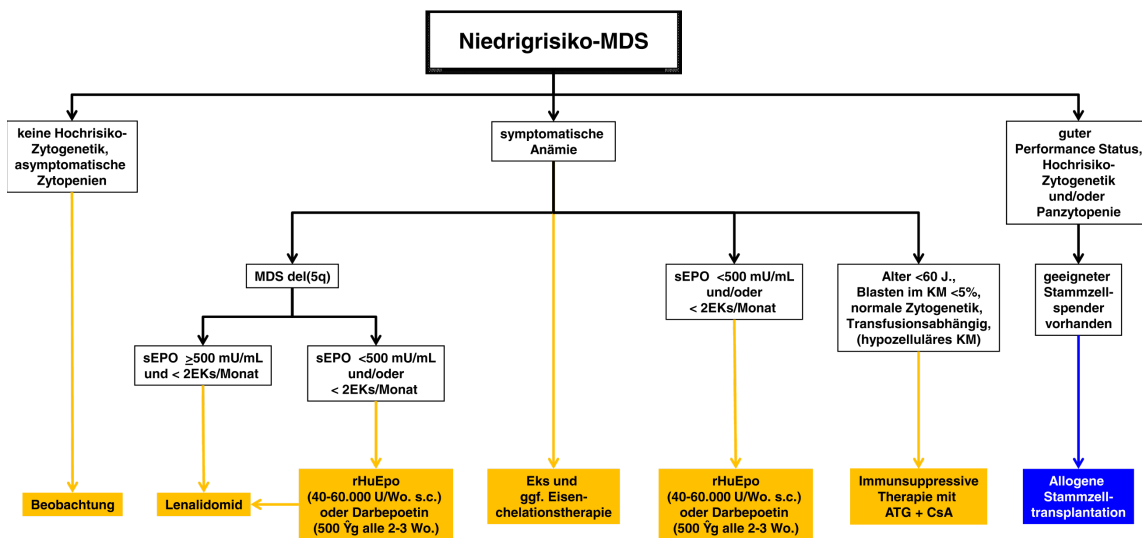 Niedrigrisiko-MDS
keine Hochrisiko-
Zytogenetik,
asymptomatische
Zytopenien
symptomatische
Anämie
guter
Performance Status,
Hochrisiko-
Zytogenetik
und/oder
Panzytopenie
MDS del(5q)
sEPO <500 mU/mL
und/oder
< 2EKs/Monat
Alter <60 J.,
Blasten im KM <5%,
normale Zytogenetik,
Transfusionsabhängig,
(hypozelluläres KM)
geeigneter
Stammzell-
spender
vorhanden
sEPO ≥500 mU/mL
und < 2EKs/Monat
sEPO <500 mU/mL
und/oder
< 2EKs/Monat
Beobachtung
Lenalidomid
rHuEpo
(40-60.000 U/Wo. s.c.)
oder Darbepoetin
(500 Ŷg alle 2-3 Wo.)
Eks und
ggf. Eisen-
chelationstherapie
rHuEpo
(40-60.000 U/Wo. s.c.)
oder Darbepoetin
(500 Ŷg alle 2-3 Wo.)
Immunsuppressive
Therapie mit
ATG + CsA
Allogene
Stammzell-
transplantation